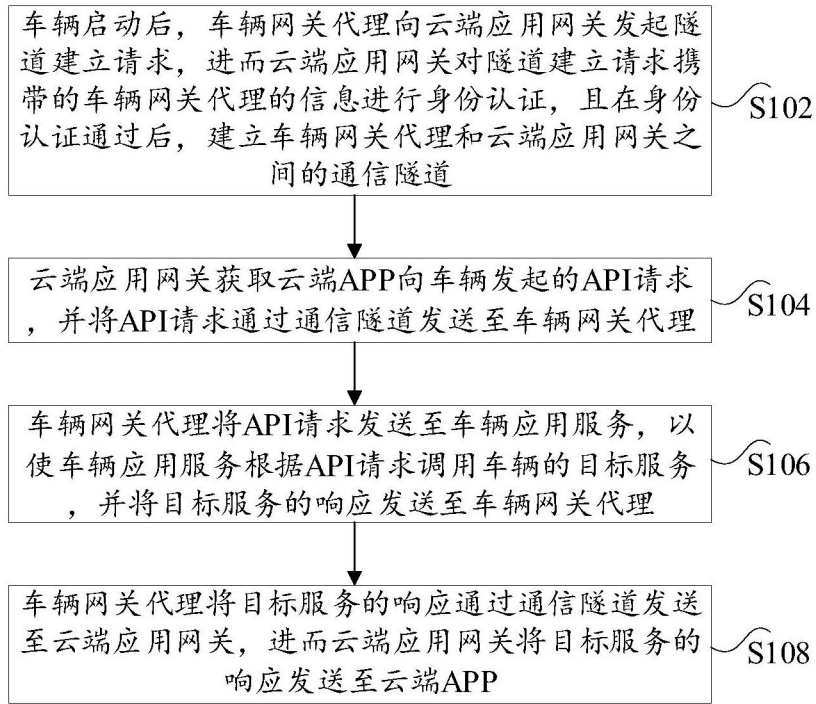 车辆启动后，车辆网关代理向云端应用网关发起隧
道建立请求，进而云端应用网关对隧道建立请求携
带的车辆网关代理的信息进行身份认证，且在身份
认证通过后，建立车辆网关代理和云端应用网关之
间的通信隧道
S102
云端应用网关获取云端APP向车辆发起的API请求
，并将API请求通过通信隧道发送至车辆网关代理
S104
车辆网关代理将API请求发送至车辆应用服务，以
使车辆应用服务根据API请求调用车辆的目标服务
，并将目标服务的响应发送至车辆网关代理
S106
车辆网关代理将目标服务的响应通过通信隧道发送
至云端应用网关，进而云端应用网关将目标服务的
响应发送至云端APP
S108